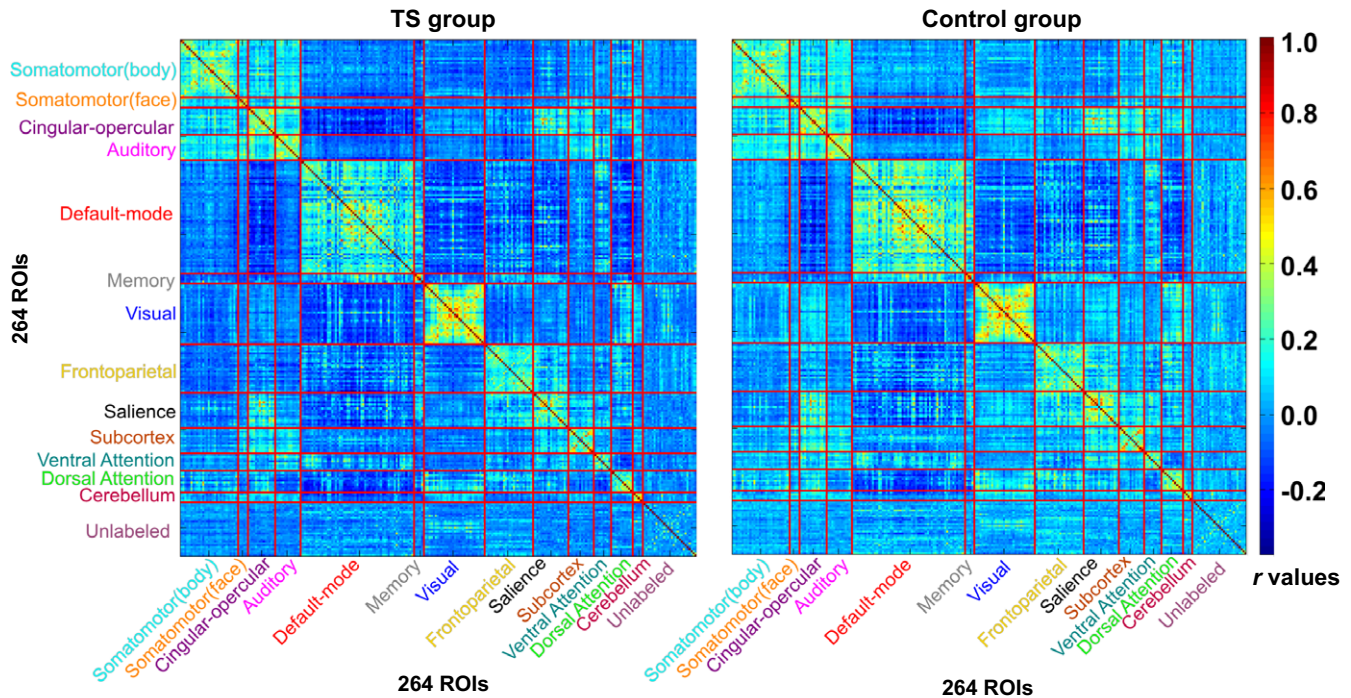 TS group
Control group
Somatomotor(body)
Somatomotor(face)
Cingular-opercular
Auditory
Default-mode
Memory
Visual
Frontoparietal
Salience
Subcortex
Ventral Attention
Dorsal Attention
Cerebellum
Unlabeled
264 ROIs
1.0
0.8
0.6
0.4
0.2
0.0
-0.2
r values
Somatomotor(body)
Somatomotor(face)
Cingular-opercular
Auditory
Default-mode
Memory
Visual
Frontoparietal
Salience
Subcortex
Ventral Attention
Dorsal Attention
Cerebellum
Unlabeled
Somatomotor(body)
Somatomotor(face)
Cingular-opercular
Auditory
Default-mode
Memory
Visual
Frontoparietal
Salience
Subcortex
Ventral Attention
Dorsal Attention
Cerebellum
Unlabeled
264 ROIs
264 ROIs